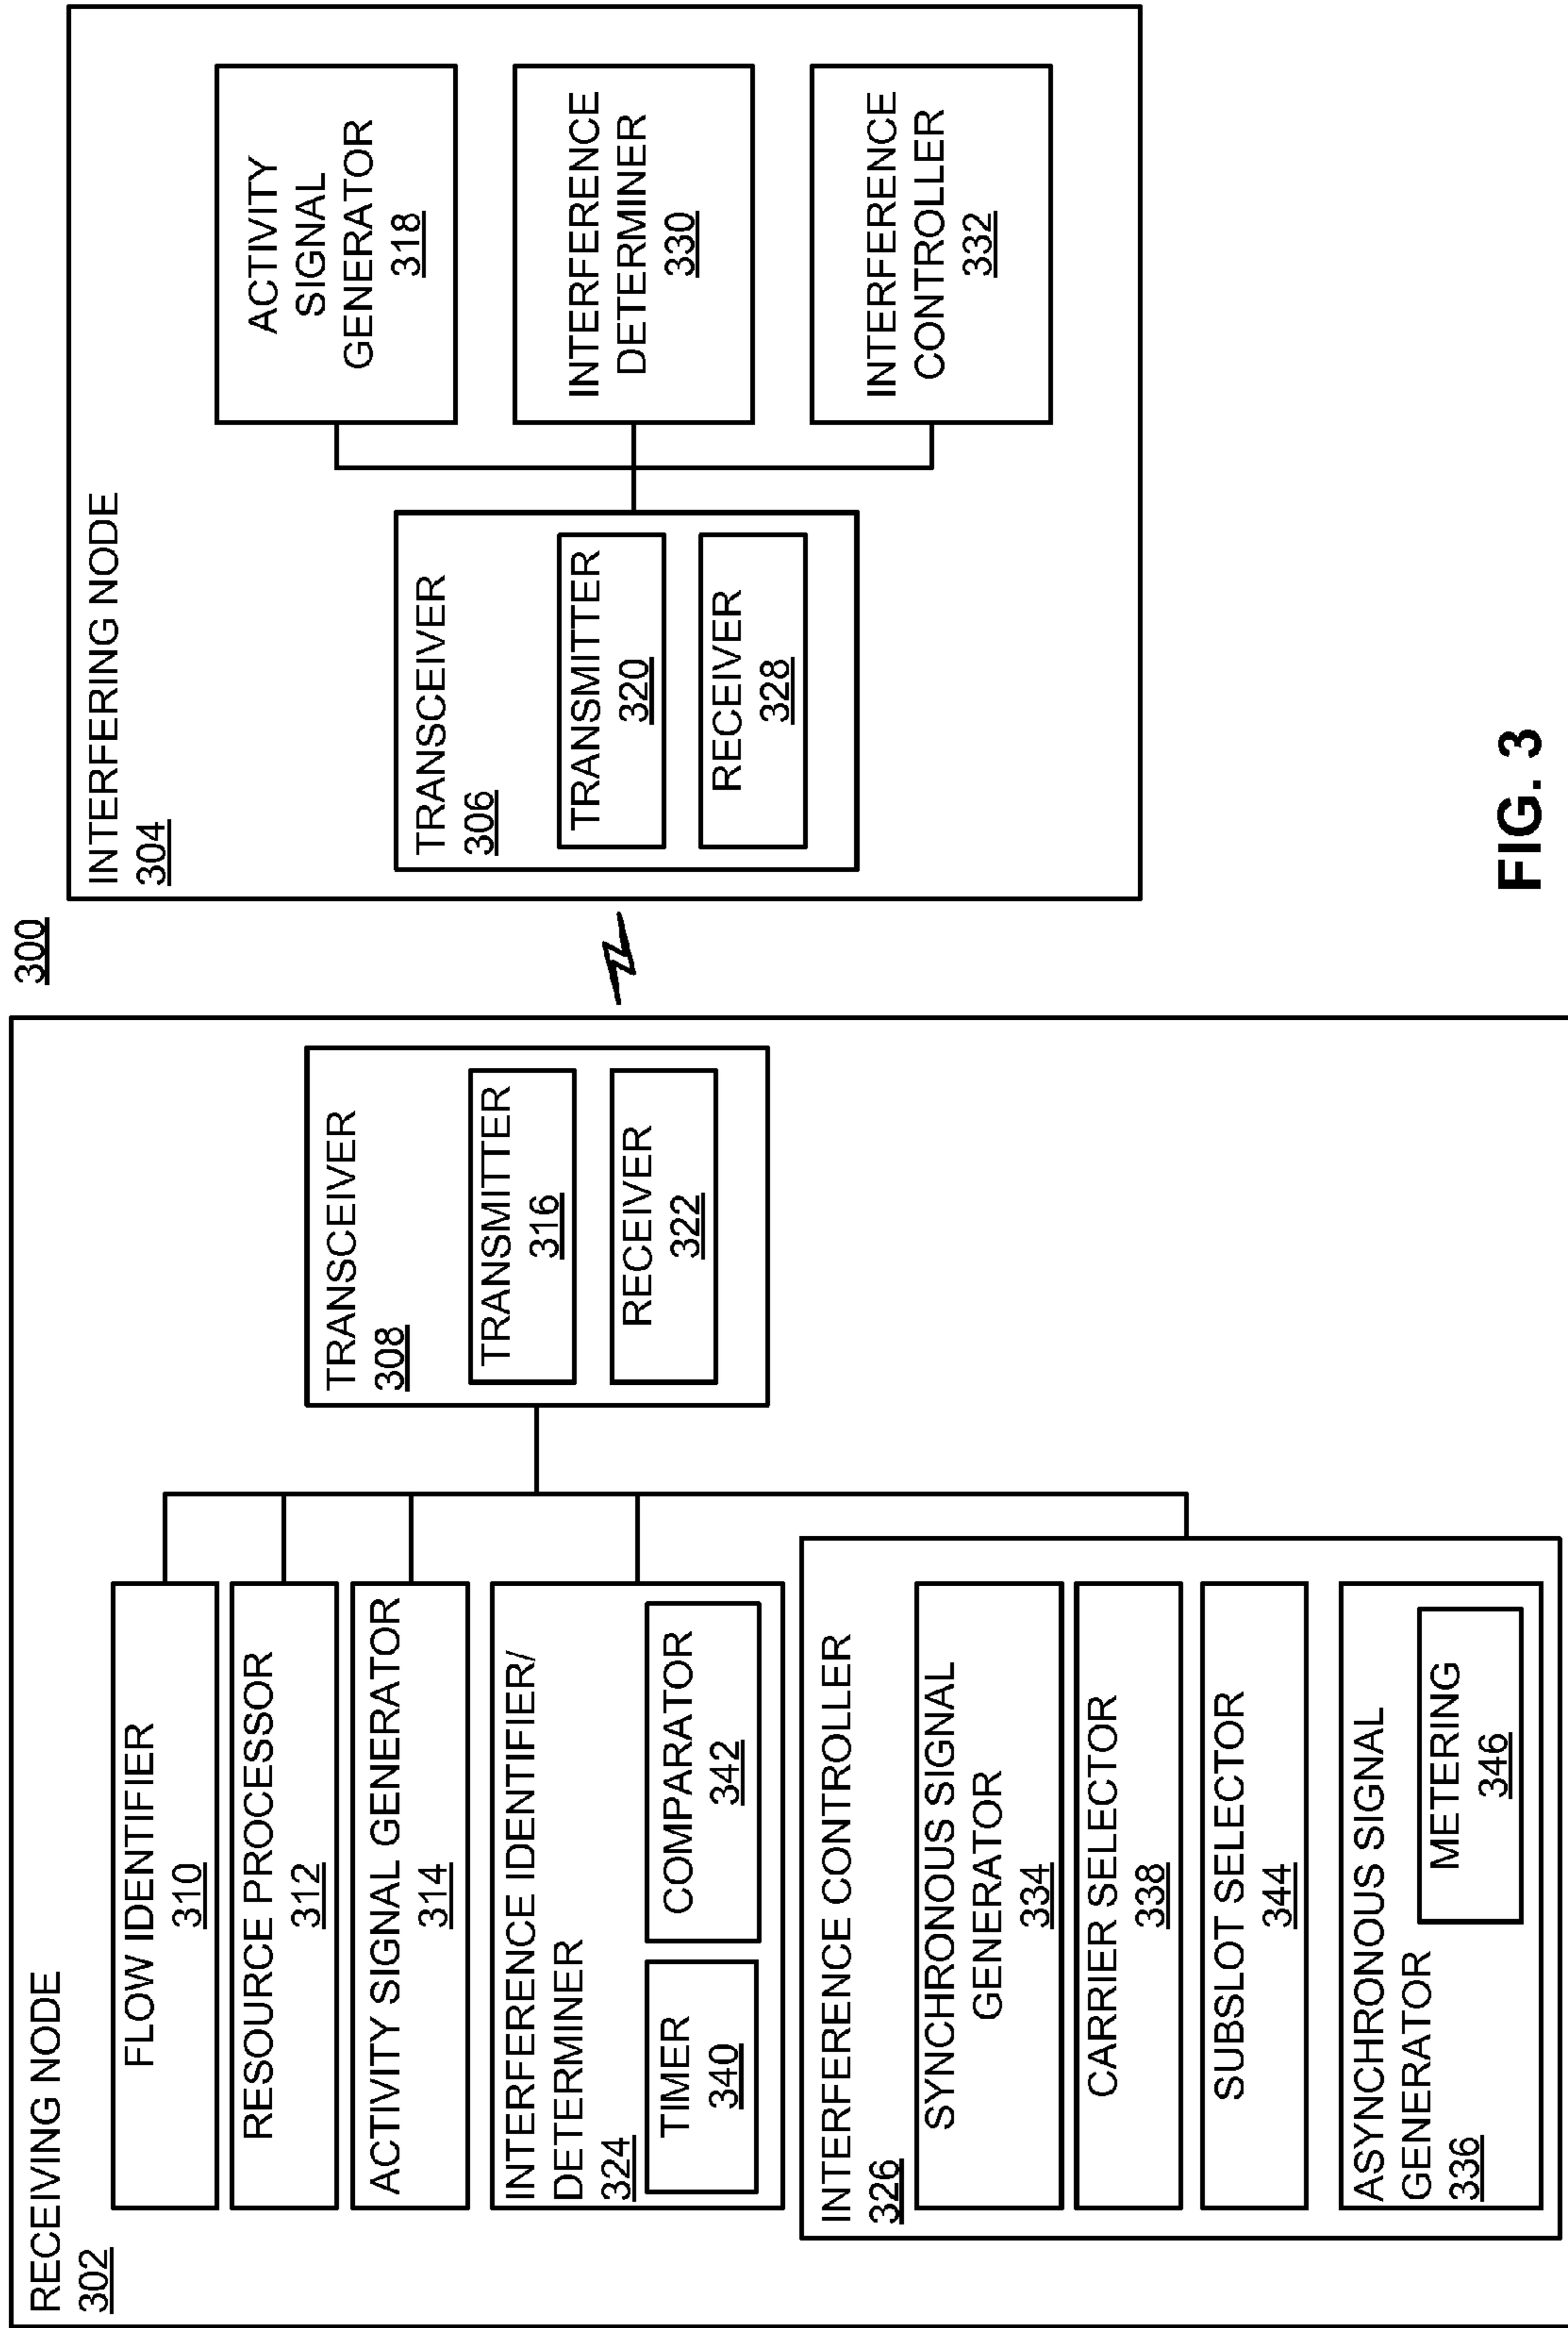 300
RECEIVING NODE
302
FLOW IDENTIFIER
310
RESOURCE PROCESSOR
312
ACTIVITY SIGNAL GENERATOR
314
INTERFERENCE IDENTIFIER/
DETERMINER
324
TIMER
340
COMPARATOR
342
INTERFERENCE CONTROLLER
326
SYNCHRONOUS SIGNAL
GENERATOR
334
CARRIER SELECTOR
338
SUBSLOT SELECTOR
344
ASYNCHRONOUS SIGNAL
GENERATOR
336
METERING
346
TRANSCEIVER
308
TRANSMITTER
316
RECEIVER
322
INTERFERING NODE
304
TRANSCEIVER
306
TRANSMITTER
320
RECEIVER
328
ACTIVITY
SIGNAL
GENERATOR
318
INTERFERENCE
DETERMINER
330
INTERFERENCE
CONTROLLER
332
FIG. 3